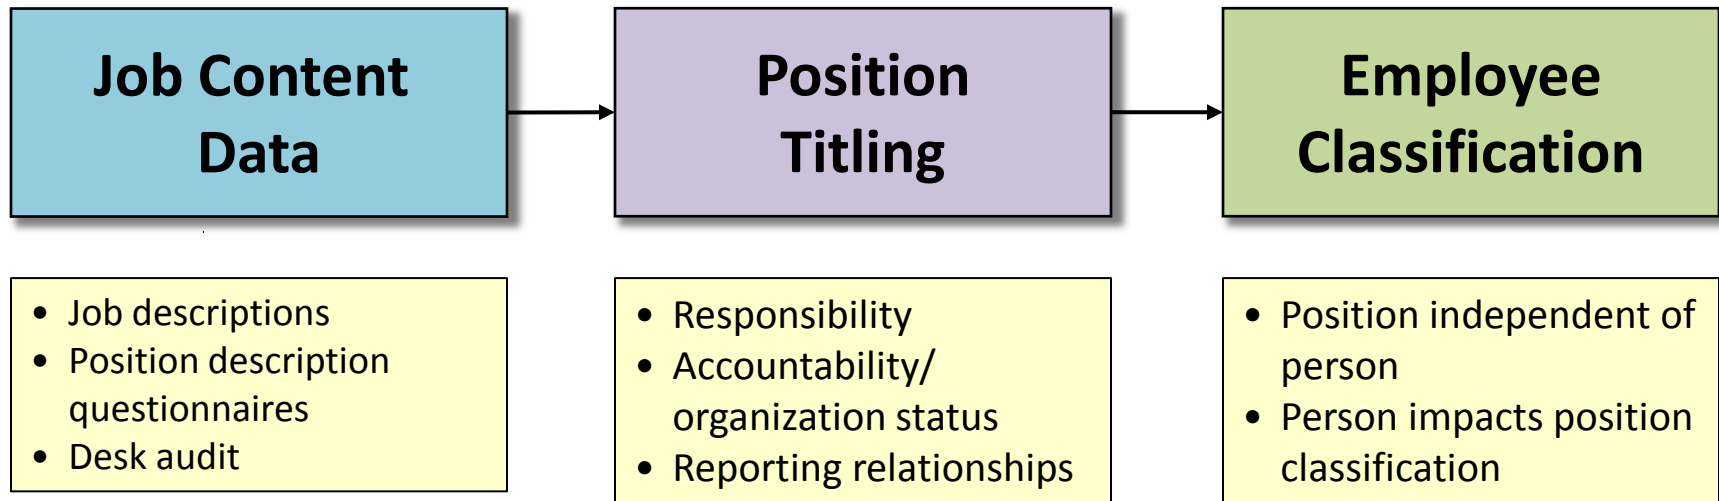 Job Content
Data
Position
Titling
Employee
Classification
• Job descriptions
• Position description
questionnaires
• Desk audit
• Responsibility
• Accountability/
organization status
• Reporting relationships
• Position independent of
person
• Person impacts position
classification